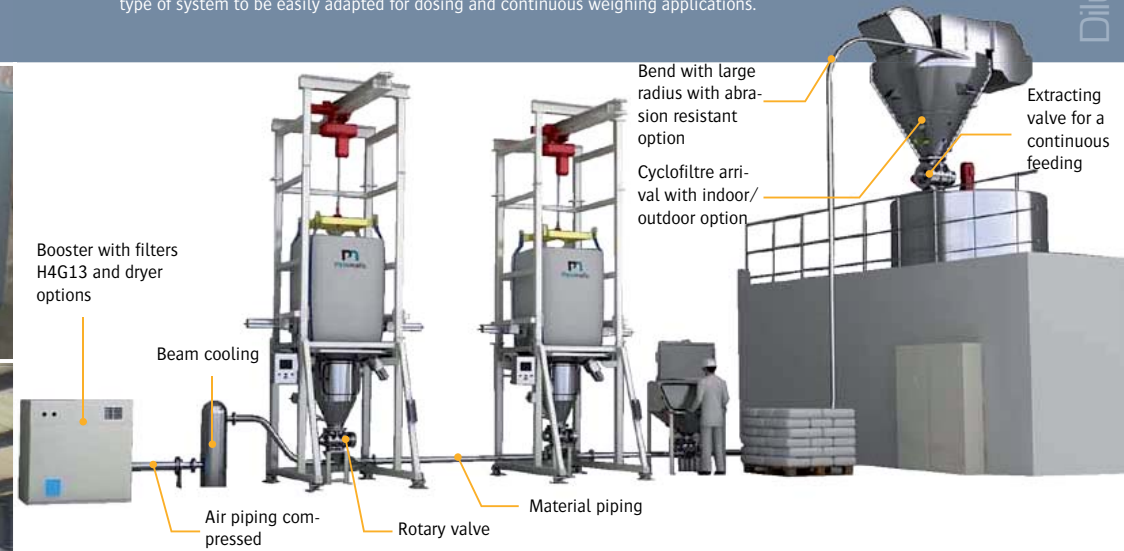 type of system to be easily adapted for dosing and continuous weighing applications.
Dilu
Bend with large
radius with abra-
sion resistant
option
Extracting
valve for a
continuous
feeding
Cyclofiltre arri-
val with indoor/
outdoor option
Booster with filters
H4G13 and dryer
options
Beam cooling
Air piping com-
pressed
Rotary valve
Material piping